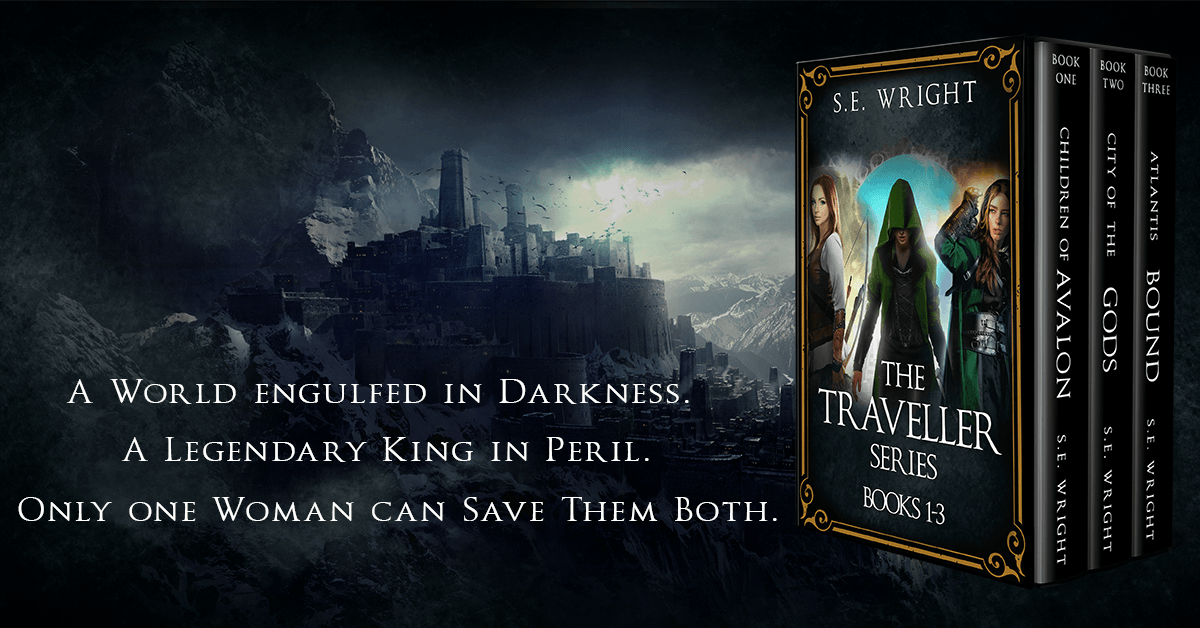 A World engulfed in Darkness.
A Legendary King in Peril.
Only one Woman can Save Them Both.
S.E. WRIGHT
THE
TRAVELLER
SERIES
BOOKS 1-3
BOOK
ONE
CHILDREN OF AVALON
S.E. WRIGHT
BOOK
TWO
CITY OF THE GODS
S.E. WRIGHT
BOOK
THREE
ATLANTIS BOUND
S.E. WRIGHT